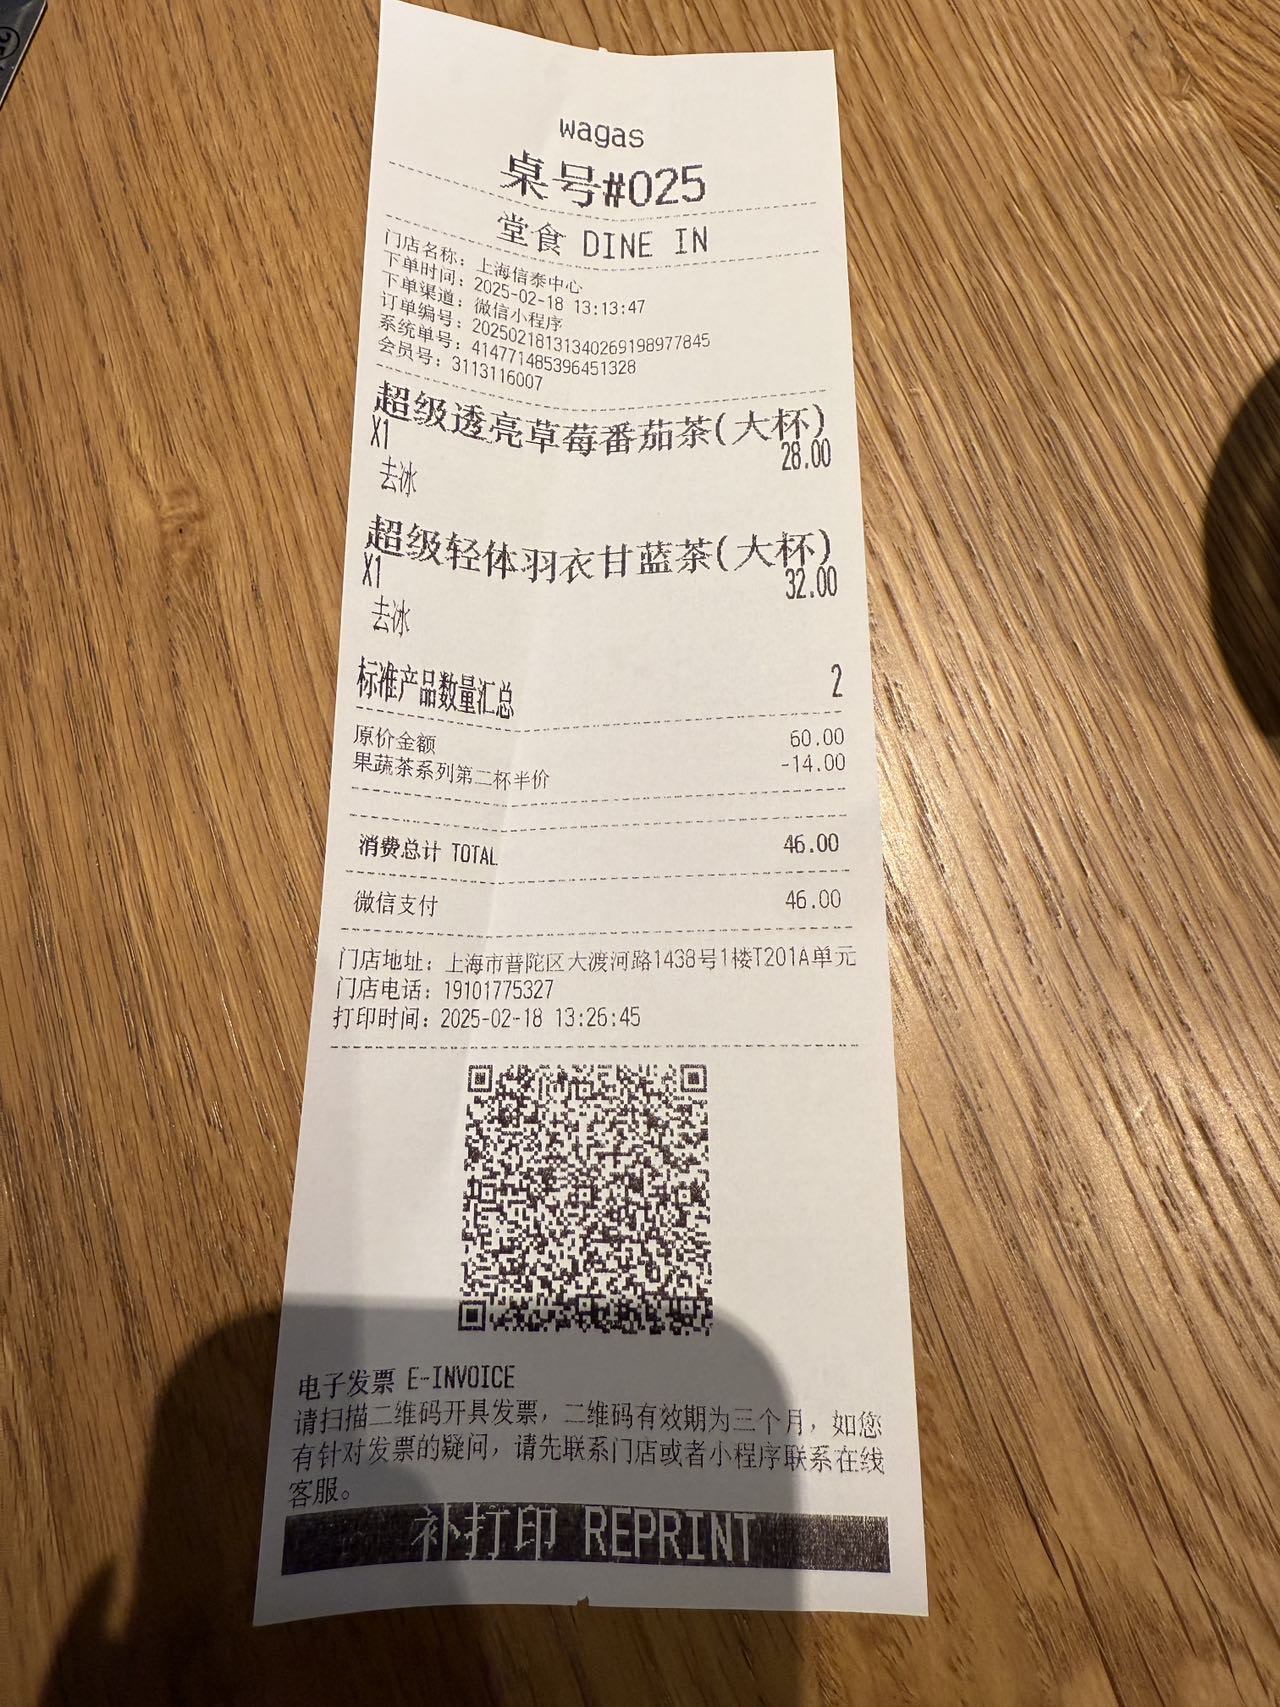 wagas
桌号#025
堂食 DINE IN
门店名称：上海信泰中心
下单时间：2025-02-18 13:13:47
下单渠道：微信小程序
订单编号：20250218131340269198977845
系统单号：414771485396451328
会员号：3113116007
超级透亮草莓番茄茶(大杯)
X1 28.00
去冰
超级轻体羽衣甘蓝茶(大杯)
X1 32.00
去冰
标准产品数量汇总 2
原价金额 60.00
果蔬茶系列第二杯半价 -14.00
消费总计 TOTAL 46.00
微信支付 46.00
门店地址：上海市普陀区大渡河路1438号1楼T201A单元
门店电话：19101775327
打印时间：2025-02-18 13:26:45
电子发票 E-INVOICE
请扫描二维码开具发票，二维码有效期为三个月，如您
有针对发票的疑问，请先联系门店或者小程序联系在线
客服。
补打印 REPRINT